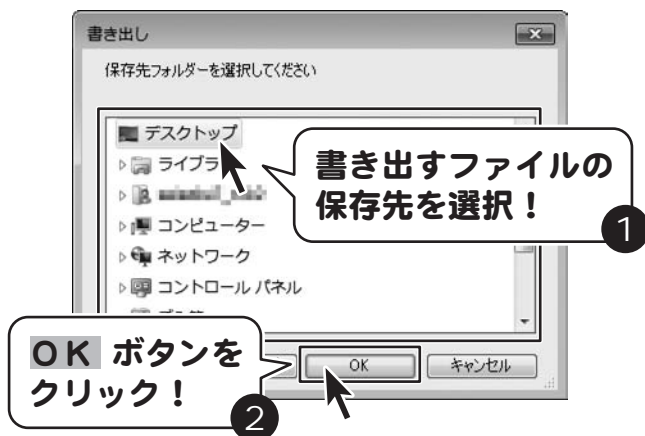 書き出し
保存先フォルダーを選択してください
デスクトップ
ライブラ
コンピューター
ネットワーク
コントロール パネル
書き出すファイルの
保存先を選択！
1
OK ボタンを
クリック！
2
OK
キャンセル